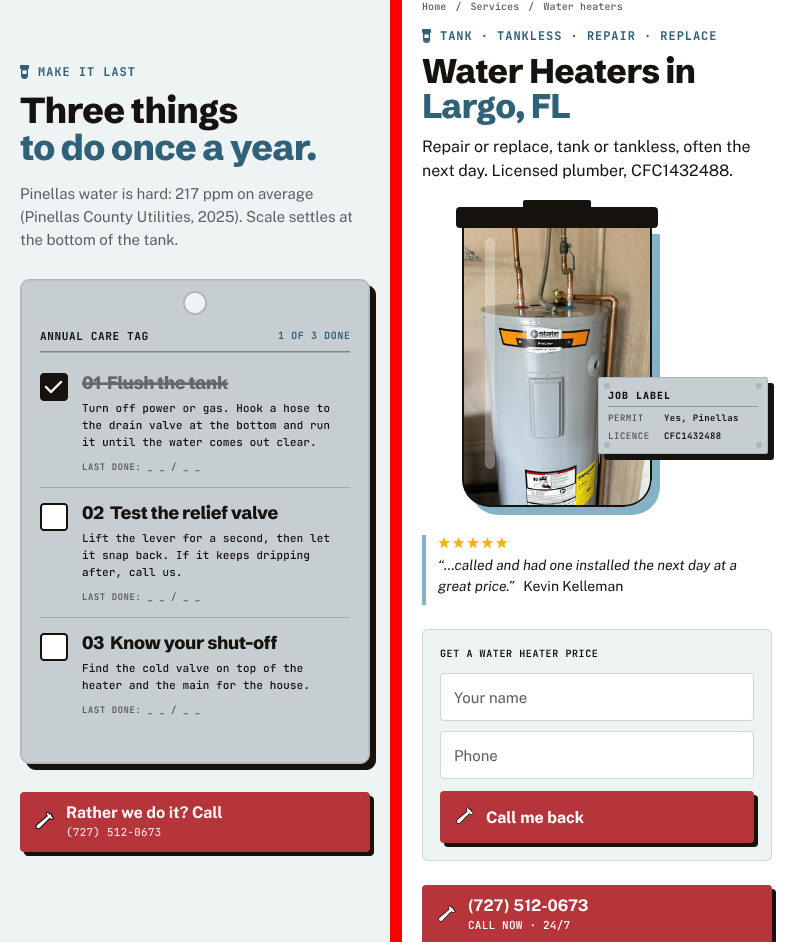 MAKE IT LAST
Three things
to do once a year.
Pinellas water is hard: 217 ppm on average
(Pinellas County Utilities, 2025). Scale settles at
the bottom of the tank.
ANNUAL CARE TAG
1 OF 3 DONE
01 Flush the tank
Turn off power or gas. Hook a hose to
the drain valve at the bottom and run
it until the water comes out clear.
LAST DONE: _ _ / _ _
02 Test the relief valve
Lift the lever for a second, then let
it snap back. If it keeps dripping
after, call us.
LAST DONE: _ _ / _ _
03 Know your shut-off
Find the cold valve on top of the
heater and the main for the house.
LAST DONE: _ _ / _ _
Rather we do it? Call
(727) 512-0673
Home / Services / Water heaters
TANK · TANKLESS · REPAIR · REPLACE
Water Heaters in
Largo, FL
Repair or replace, tank or tankless, often the
next day. Licensed plumber, CFC1432488.
state
ProLine
JOB LABEL
PERMIT Yes, Pinellas
LICENCE CFC1432488
“…called and had one installed the next day at a
great price.” Kevin Kelleman
GET A WATER HEATER PRICE
Your name
Phone
Call me back
(727) 512-0673
CALL NOW · 24/7